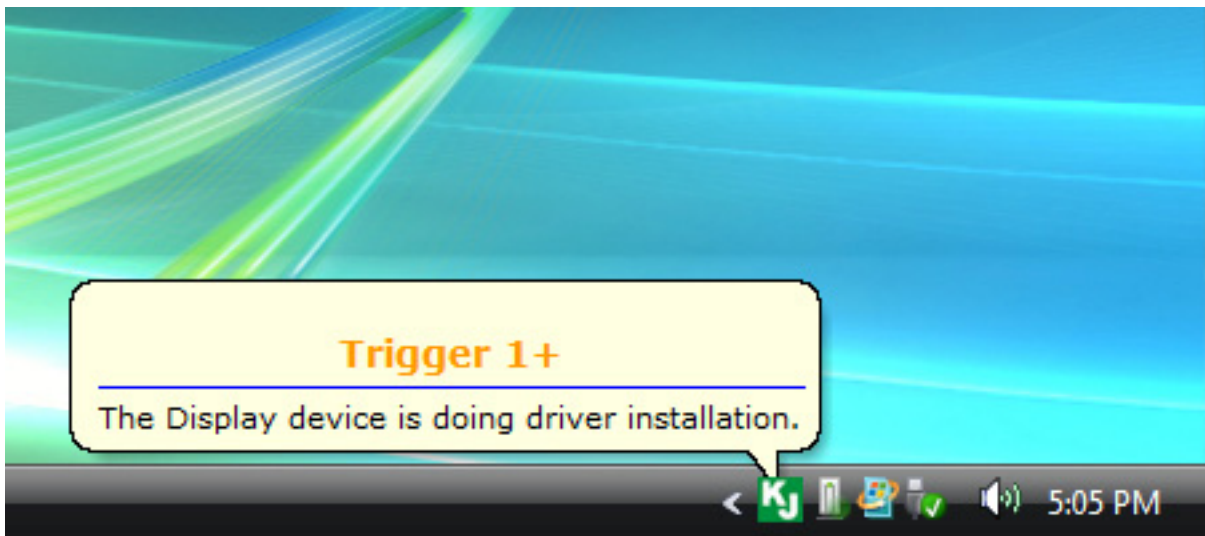 Trigger 1+
The Display device is doing driver installation.
KJ
5:05 PM